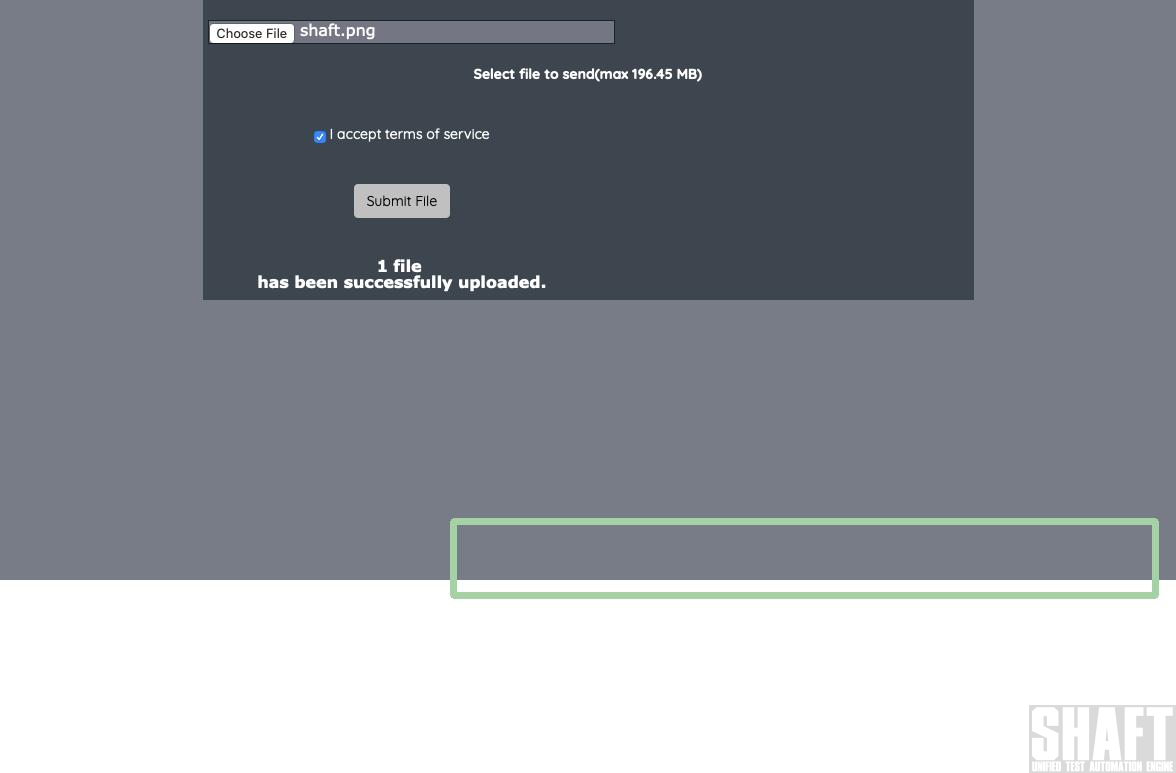 Choose File shaft.png
Select file to send(max 196.45 MB)
I accept terms of service
Submit File
1 file
has been successfully uploaded.
SHAFT
UNIFIED TEST AUTOMATION ENGINE